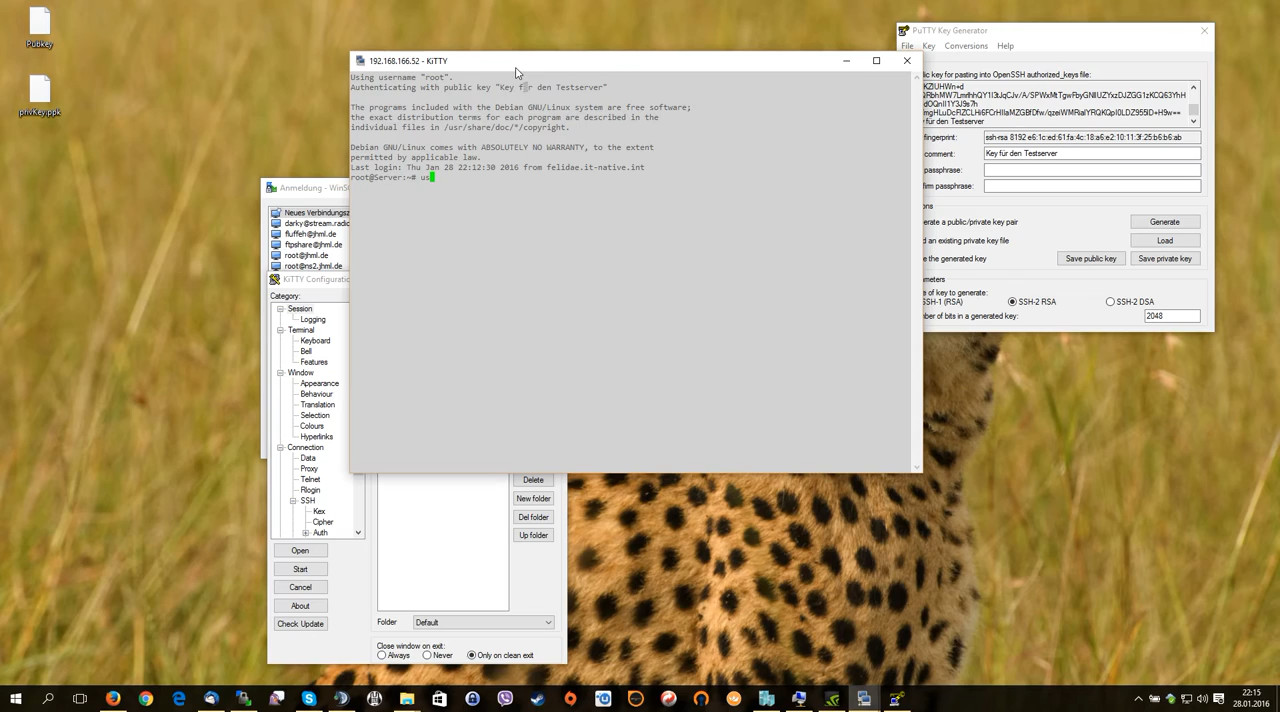 Pubkey
privKey.ppk
192.168.166.52 - KiTTY
Using username "root".
Authenticating with public key "Key für den Testserver"
The programs included with the Debian GNU/Linux system are free software;
the exact distribution terms for each program are described in the
individual files in /usr/share/doc/*/copyright.
Debian GNU/Linux comes with ABSOLUTELY NO WARRANTY, to the extent
permitted by applicable law.
Last login: Thu Jan 28 22:12:30 2016 from felidae.it-native.int
root@Server:~# us
PuTTY Key Generator
File Key Conversions Help
key for pasting into OpenSSH authorized_keys file:
für den Testserver
fingerprint: ssh-rsa 8192 e6:1c:ed:61:fa:4c:18:a6:e2:10:11:3f:25:b6:b6:ab
comment: Key für den Testserver
passphrase:
firm passphrase:
ons
erate a public/private key pair Generate
d an existing private key file Load
e the generated key Save public key Save private key
meters
e of key to generate:
SSH-1 (RSA) SSH-2 RSA SSH-2 DSA
ber of bits in a generated key: 2048
Anmeldung - WinS
Neues Verbindungsz
darky@stream.radic
fluffeh@jhml.de
ftpshare@jhml.de
root@jhml.de
root@ns2.jhml.de
KiTTY Configuratio
Category:
Session
Logging
Terminal
Keyboard
Bell
Features
Window
Appearance
Behaviour
Translation
Selection
Colours
Hyperlinks
Connection
Data
Proxy
Telnet
Rlogin
SSH
Kex
Cipher
Auth
Open
Start
Cancel
About
Check Update
Delete
New folder
Del folder
Up folder
Folder Default
Close window on exit:
Always Never Only on clean exit
22:15
28.01.2016